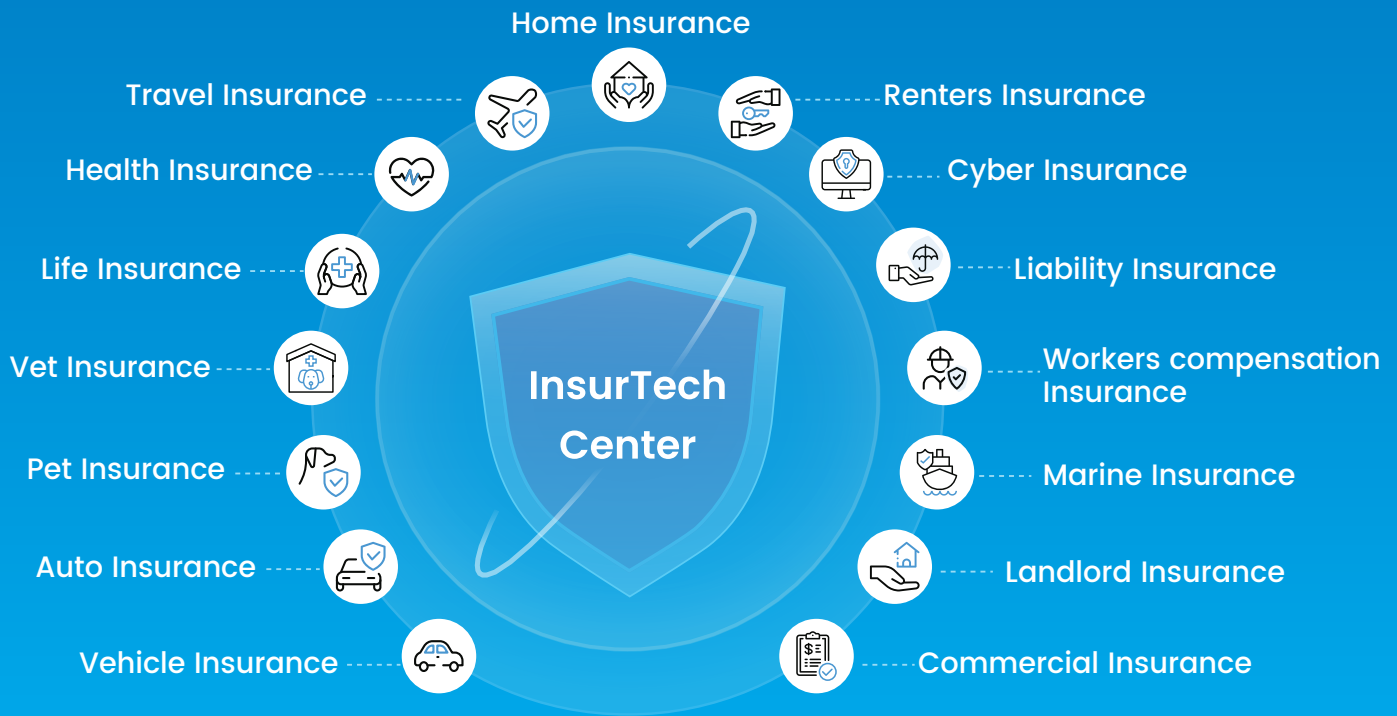 Home Insurance
Travel Insurance
Renters Insurance
Health Insurance
Cyber Insurance
Life Insurance
Liability Insurance
Vet Insurance
Workers compensation
Insurance
InsurTech
Center
Pet Insurance
Marine Insurance
Auto Insurance
Landlord Insurance
Vehicle Insurance
Commercial Insurance
$